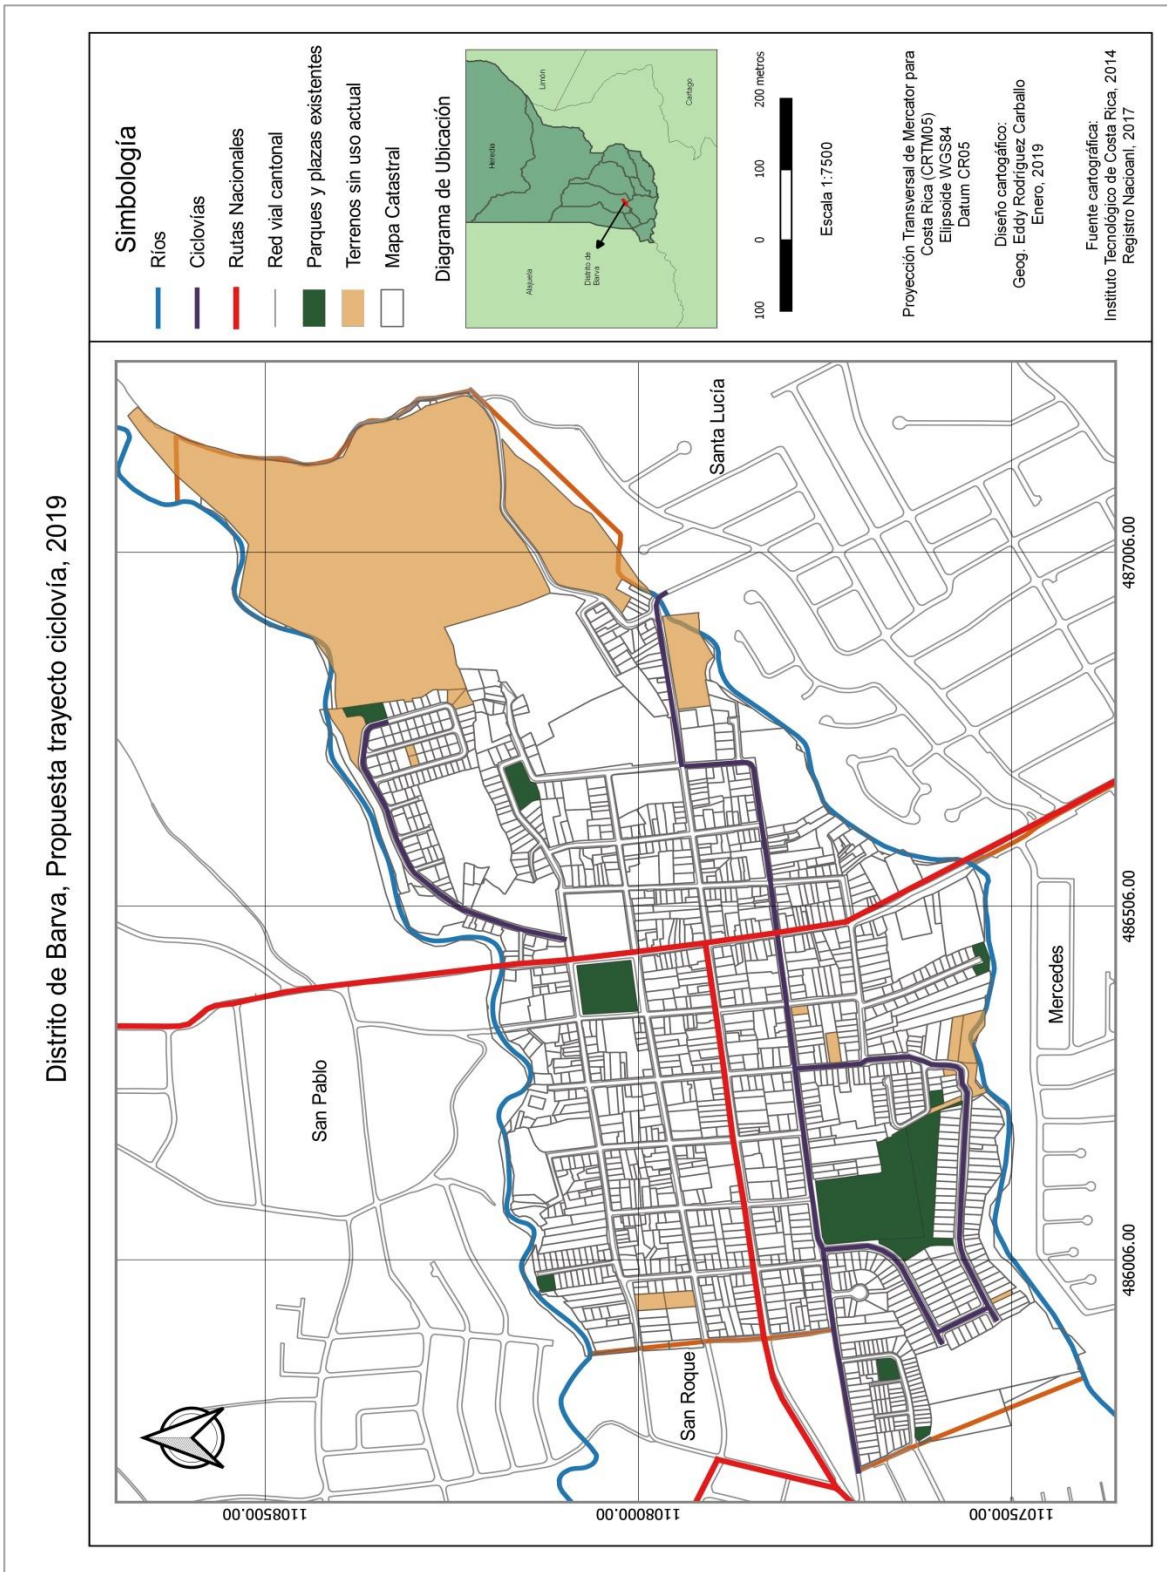 Distrito de Barva, Propuesta trayecto ciclovía, 2019
San Pablo
San Roque
Santa Lucía
Mercedes
1108500.00
1108000.00
1107500.00
486006.00
486506.00
487006.00
Simbología
Ríos
Ciclovías
Rutas Nacionales
Red vial cantonal
Parques y plazas existentes
Terrenos sin uso actual
Mapa Catastral
Diagrama de Ubicación
Heredia
Limón
Alajuela
Distrito de
Barva
Cartago
100 0 100 200 metros
Escala 1:7500
Proyección Transversal de Mercator para
Costa Rica (CRTM05)
Elipsoide WGS84
Datum CR05
Diseño cartogáfico:
Geog. Eddy Rodríguez Carballo
Enero, 2019
Fuente cartográfica:
Instituto Tecnológico de Costa Rica, 2014
Registro Nacioanl, 2017